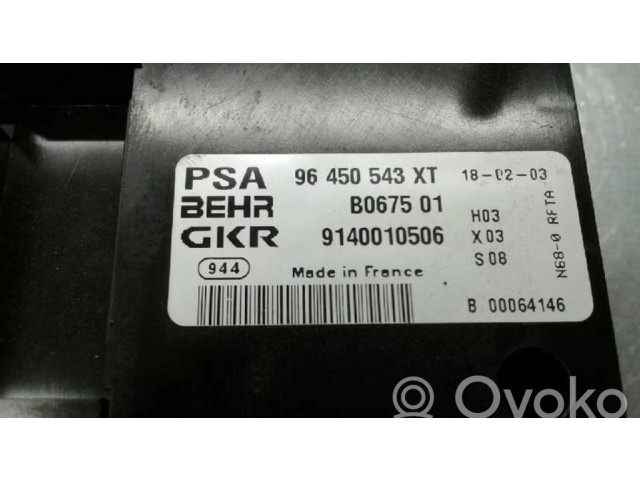 PSA 96 450 543 XT 18-02-03
BEHR B0675 01 H03
GKR 9140010506 X03
S08
944 Made in France
B 00064146
N68-0 RFTA
Ovoko